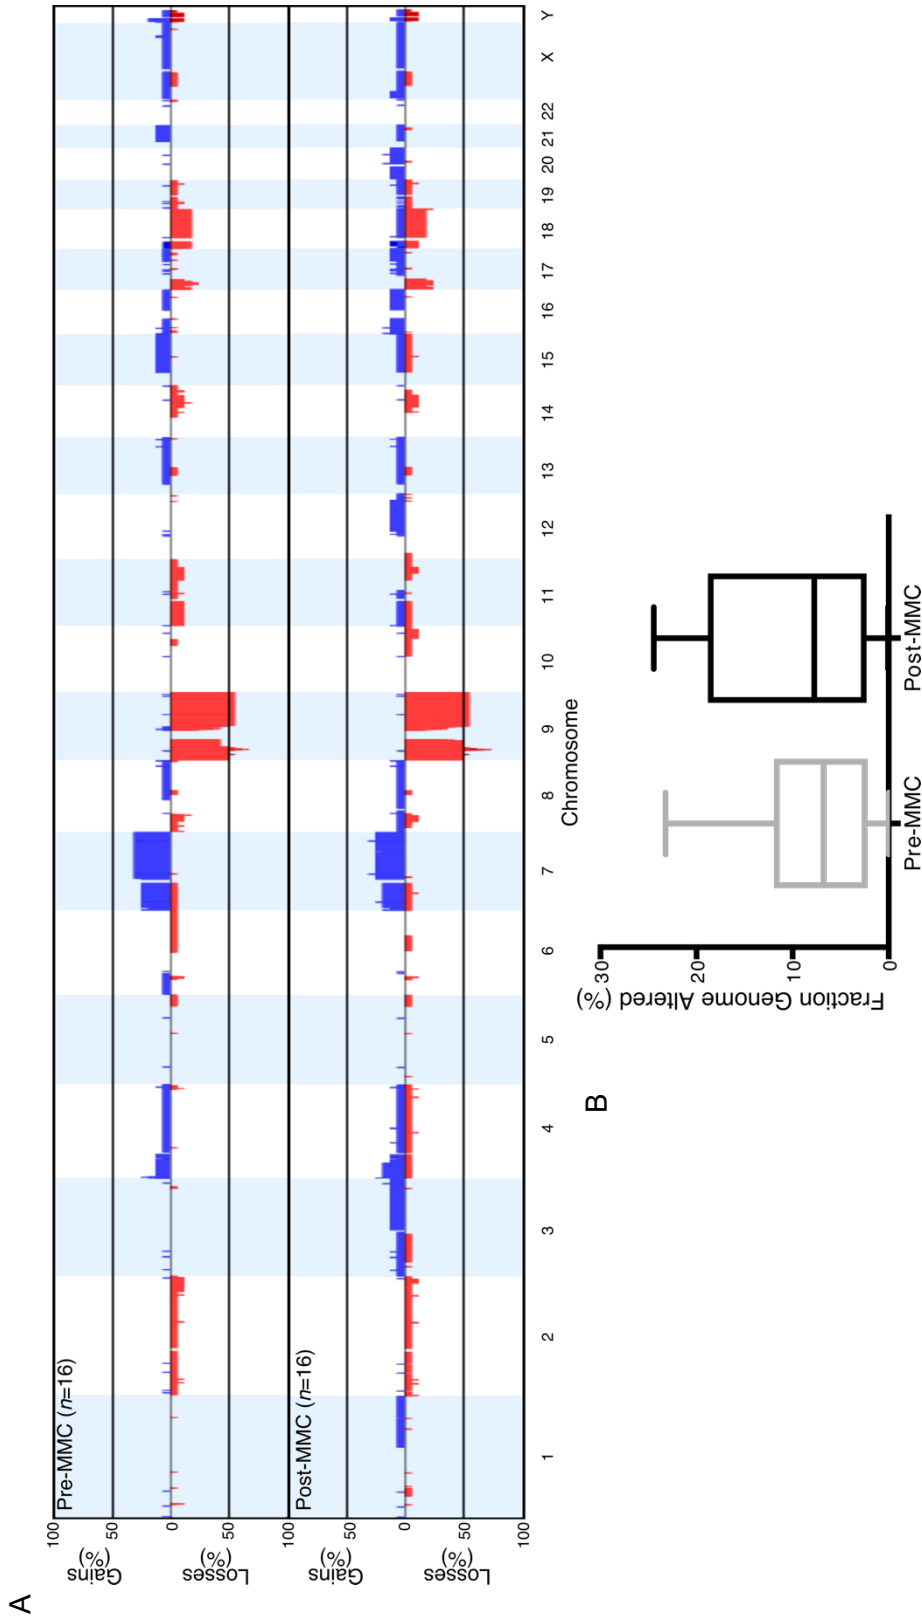 A
Pre-MMC (n=16)
100
50
0
50
100
Gains
(%)
Losses
(%)
Post-MMC (n=16)
50
0
50
100
Gains
(%)
Losses
(%)
1
2
3
4
5
6
7
8
9
10
11
12
13
14
15
16
17
18
19
20
21
22
X
Y
Chromosome
B
Fraction Genome Altered (%)
30
20
10
0
Pre-MMC
Post-MMC